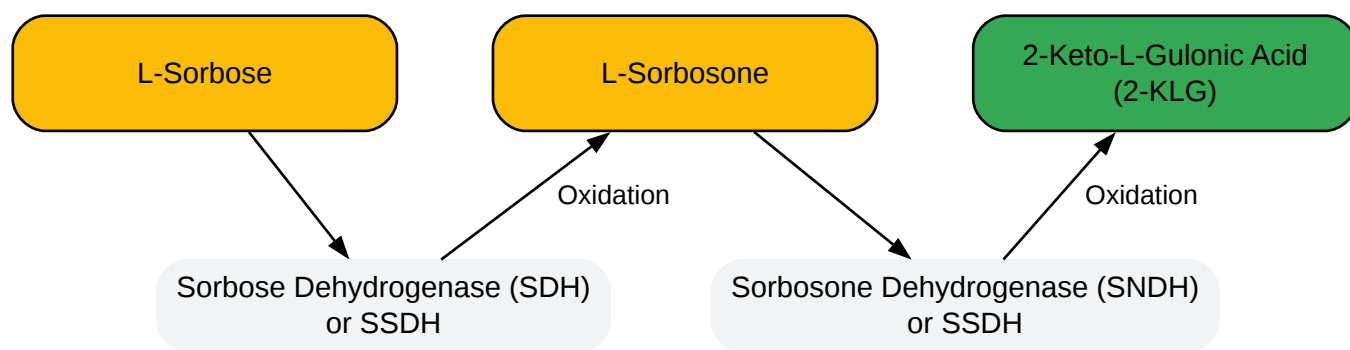 L-Sorbose
L-Sorbosone
2-Keto-L-Gulonic Acid
(2-KLG)
Oxidation
Oxidation
Sorbose Dehydrogenase (SDH)
or SSDH
Sorbosone Dehydrogenase (SNDH)
or SSDH